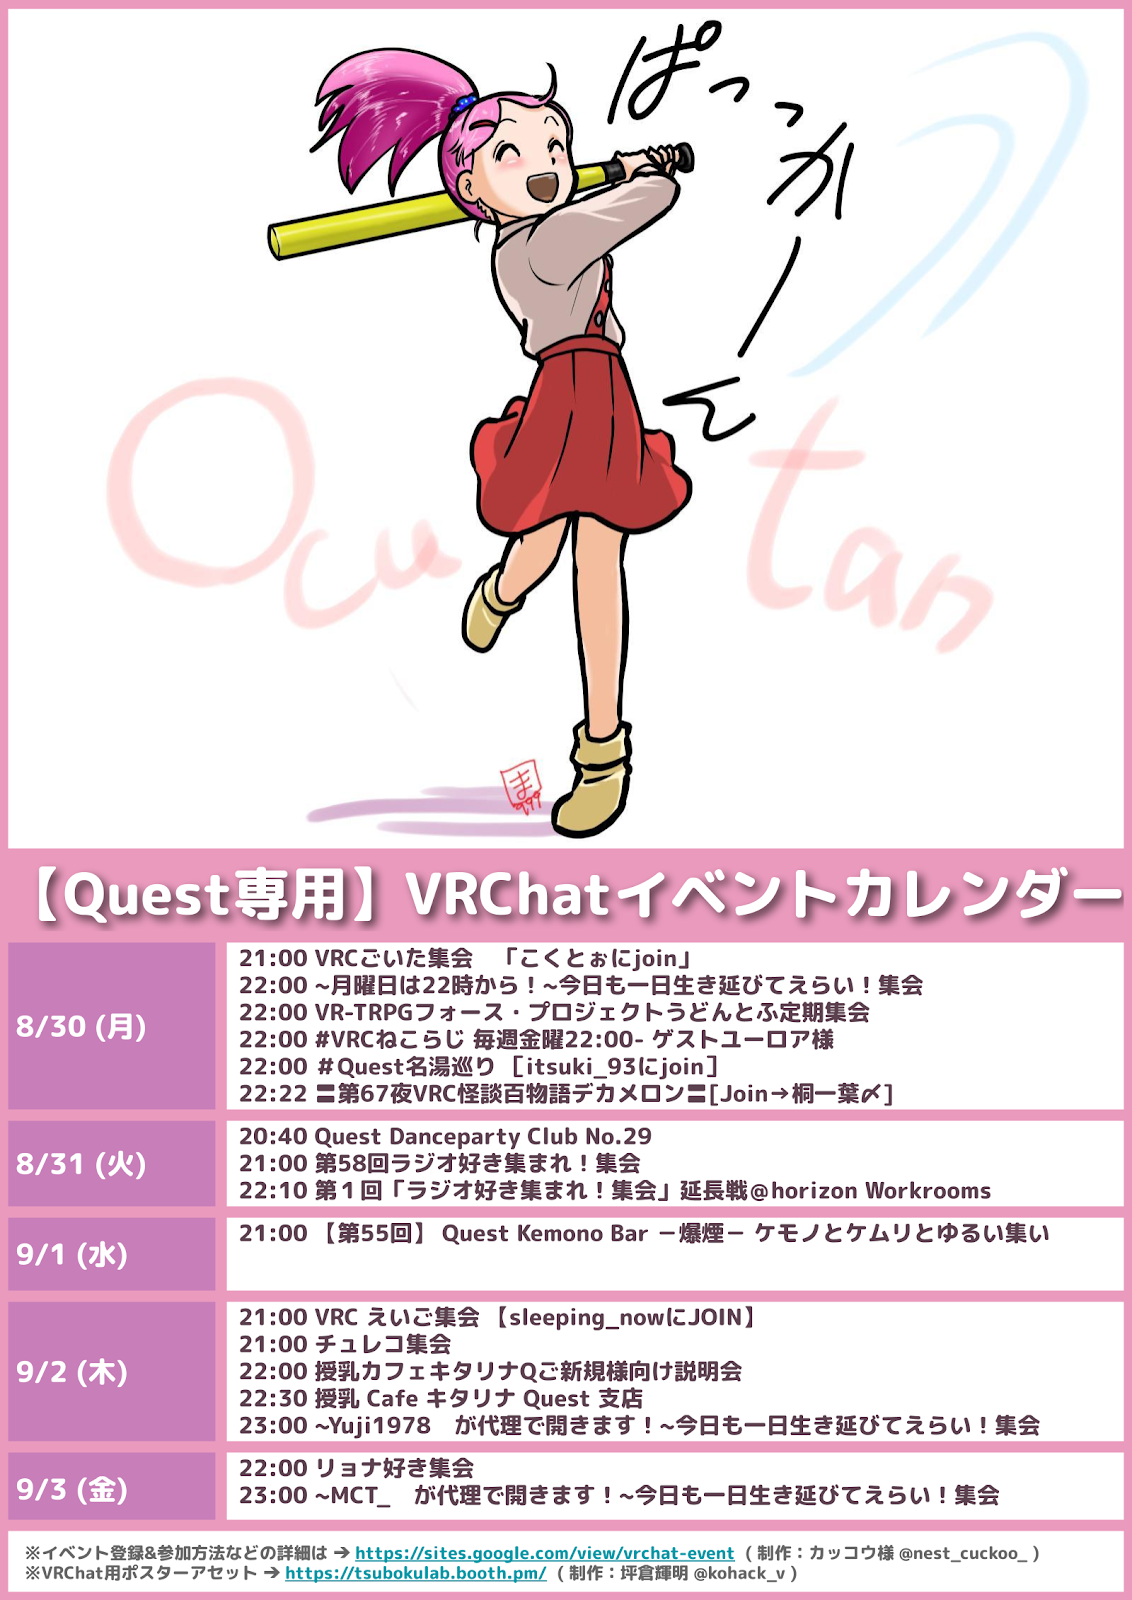 ぱっっかーーん
Ocutan
ま
999
【Quest専用】VRChatイベントカレンダー
8/30 (月)
21:00 VRCごいた集会　「こくとぉにjoin」
22:00 ~月曜日は22時から！~今日も一日生き延びてえらい！集会
22:00 VR-TRPGフォース・プロジェクトうどんとふ定期集会
22:00 #VRCねこらじ 毎週金曜22:00- ゲストユーロア様
22:00 ＃Quest名湯巡り ［itsuki_93にjoin］
22:22 〓第67夜VRC怪談百物語デカメロン〓[Join→桐一葉〆]
8/31 (火)
20:40 Quest Danceparty Club No.29
21:00 第58回ラジオ好き集まれ！集会
22:10 第１回「ラジオ好き集まれ！集会」延長戦＠horizon Workrooms
9/1 (水)
21:00 【第55回】 Quest Kemono Bar －爆煙－ ケモノとケムリとゆるい集い
9/2 (木)
21:00 VRC えいご集会 【sleeping_nowにJOIN】
21:00 チュレコ集会
22:00 授乳カフェキタリナQご新規様向け説明会
22:30 授乳 Cafe キタリナ Quest 支店
23:00 ~Yuji1978　が代理で開きます！~今日も一日生き延びてえらい！集会
9/3 (金)
22:00 リョナ好き集会
23:00 ~MCT_　が代理で開きます！~今日も一日生き延びてえらい！集会
※イベント登録&参加方法などの詳細は → https://sites.google.com/view/vrchat-event （ 制作：カッコウ様 @nest_cuckoo_ ）
※VRChat用ポスターアセット → https://tsubokulab.booth.pm/ （ 制作：坪倉輝明 @kohack_v ）